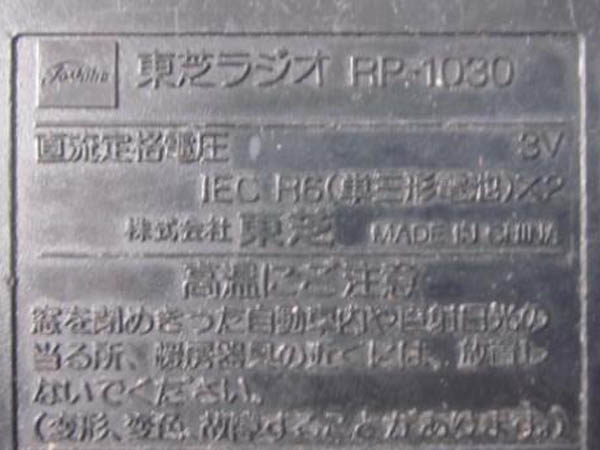 Toshiba 東芝ラジオ RP-1030
直流定格電圧 3V
IEC R6(単三形電池)×2
株式会社 東芝 MADE IN CHINA
高温にご注意
窓を閉めきった自動車内や直射日光の
当る所、暖房器具の近くには、放置し
ないでください。
(変形、変色、故障することがあります。)